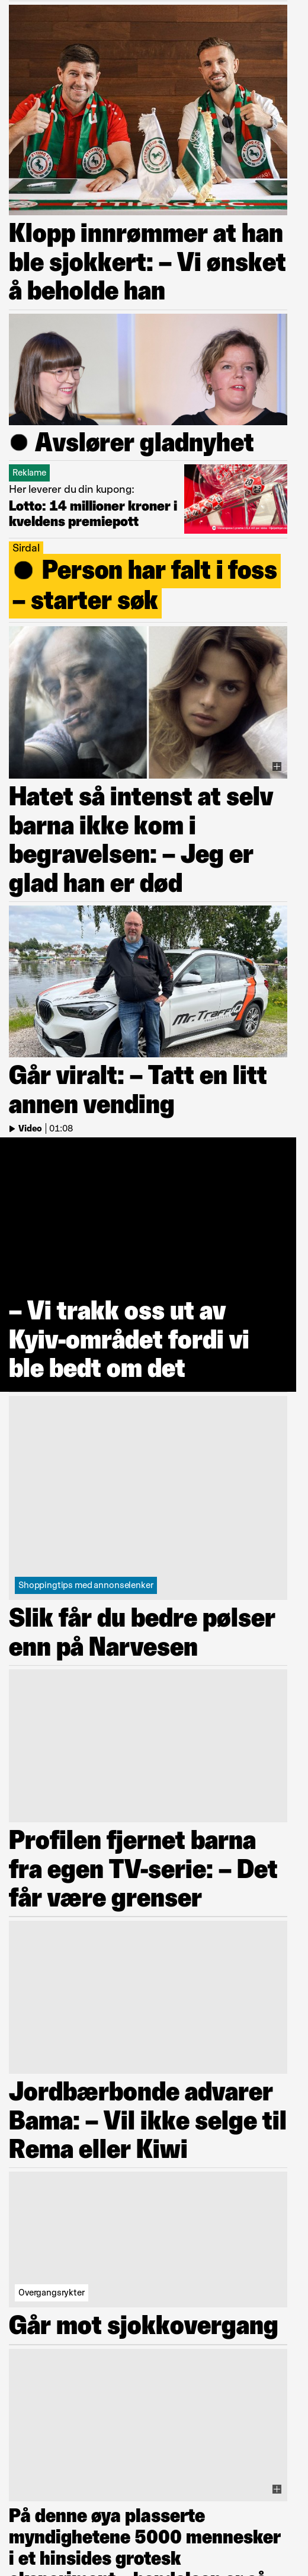 ETTIFAQ F.C.
Klopp innrømmer at han
ble sjokkert: – Vi ønsket
å beholde han
● Avslører gladnyhet
Reklame
Her leverer du din kupong:
Lotto: 14 millioner kroner i
kveldens premiepott
Sirdal
● Person har falt i foss
– starter søk
Hatet så intenst at selv
barna ikke kom i
begravelsen: – Jeg er
glad han er død
Mr.Traffic
Går viralt: – Tatt en litt
annen vending
Video | 01:08
– Vi trakk oss ut av
Kyiv-området fordi vi
ble bedt om det
Shoppingtips med annonselenker
Slik får du bedre pølser
enn på Narvesen
Profilen fjernet barna
fra egen TV-serie: – Det
får være grenser
Jordbærbonde advarer
Bama: – Vil ikke selge til
Rema eller Kiwi
Overgangsrykter
Går mot sjokkovergang
På denne øya plasserte
myndighetene 5000 mennesker
i et hinsides grotesk